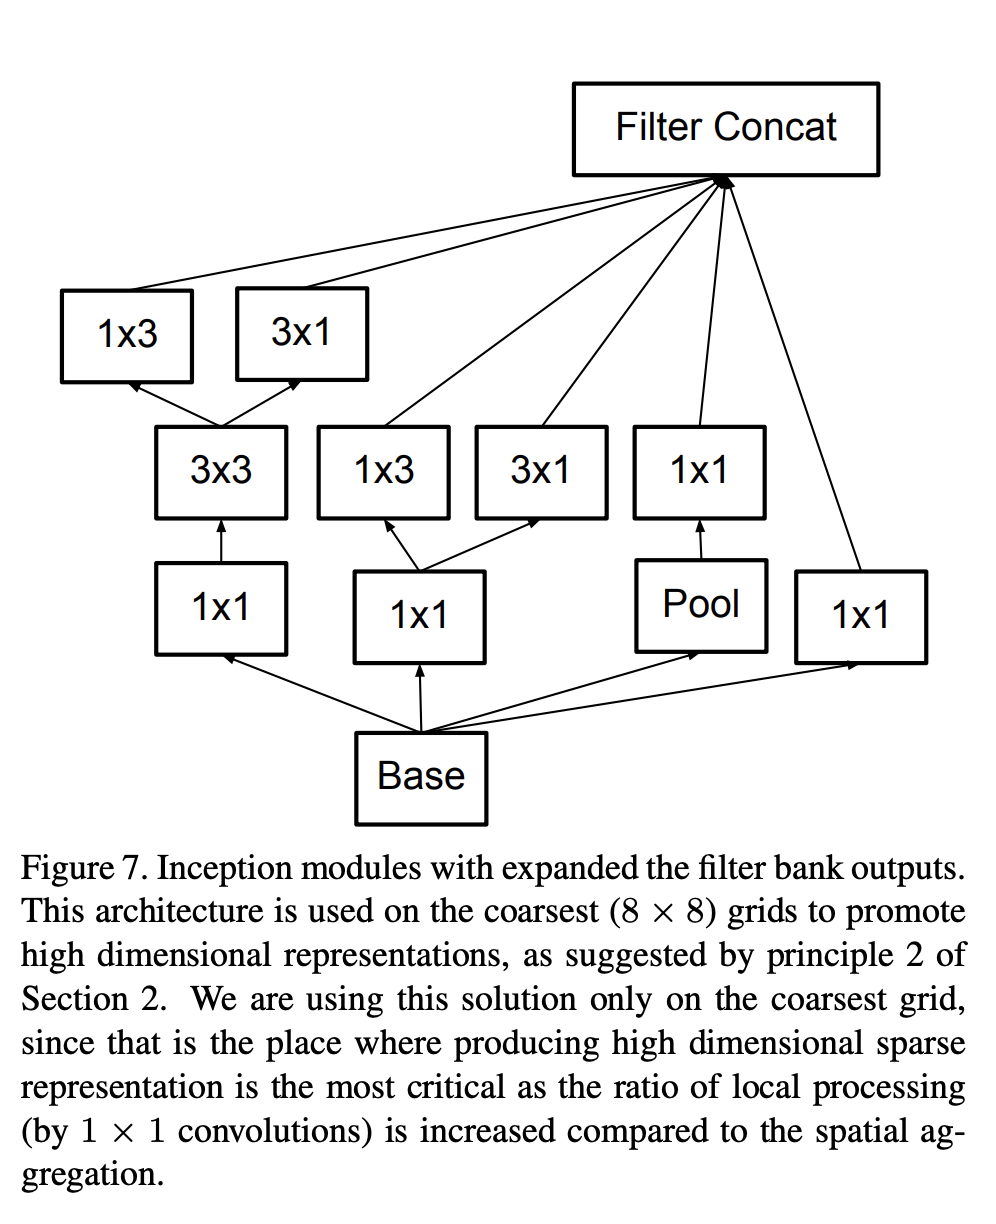 Filter Concat
1x3
3x1
3x3
1x3
3x1
1x1
1x1
1x1
Pool
1x1
Base
Figure 7. Inception modules with expanded the filter bank outputs.
This architecture is used on the coarsest (8 × 8) grids to promote
high dimensional representations, as suggested by principle 2 of
Section 2. We are using this solution only on the coarsest grid,
since that is the place where producing high dimensional sparse
representation is the most critical as the ratio of local processing
(by 1 × 1 convolutions) is increased compared to the spatial ag-
gregation.